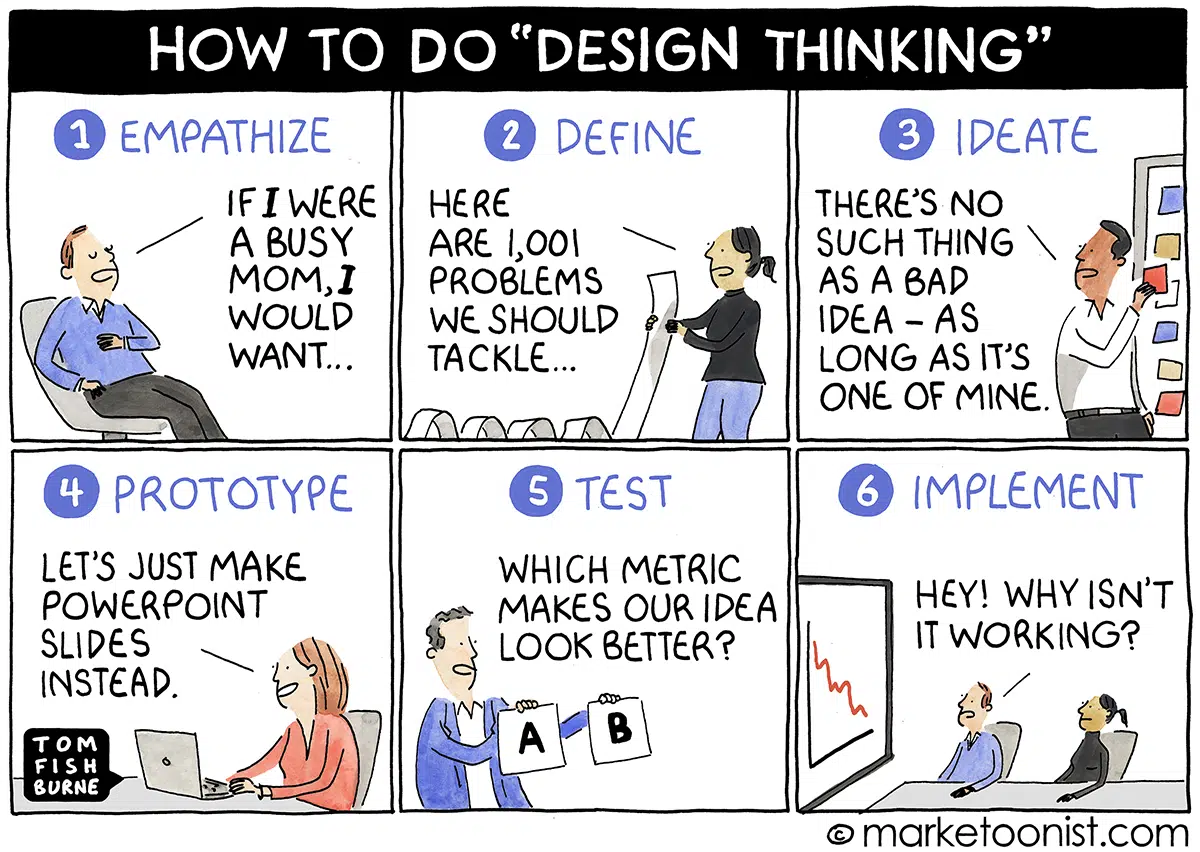 HOW TO DO "DESIGN THINKING"
1 EMPATHIZE
IF I WERE
A BUSY
MOM, I
WOULD
WANT...
2 DEFINE
HERE
ARE 1,001
PROBLEMS
WE SHOULD
TACKLE...
3 IDEATE
THERE'S NO
SUCH THING
AS A BAD
IDEA – AS
LONG AS IT'S
ONE OF MINE.
4 PROTOTYPE
LET'S JUST MAKE
POWERPOINT
SLIDES
INSTEAD.
TOM
FISH
BURNE
5 TEST
WHICH METRIC
MAKES OUR IDEA
LOOK BETTER?
A
B
6 IMPLEMENT
HEY! WHY ISN'T
IT WORKING?
© marketoonist.com